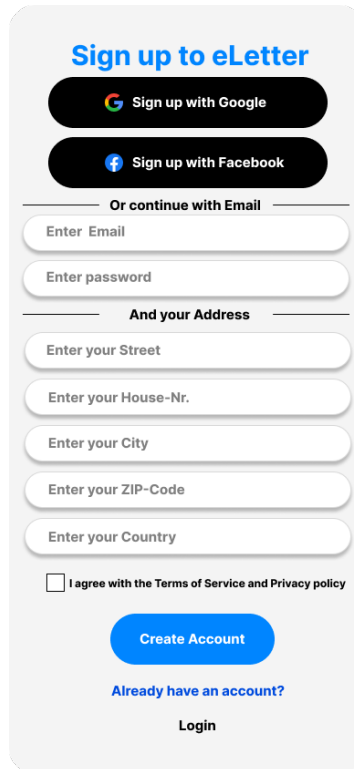 Sign up to eLetter
Sign up with Google
Sign up with Facebook
Or continue with Email
Enter Email
Enter password
And your Address
Enter your Street
Enter your House-Nr.
Enter your City
Enter your ZIP-Code
Enter your Country
I agree with the Terms of Service and Privacy policy
Create Account
Already have an account?
Login